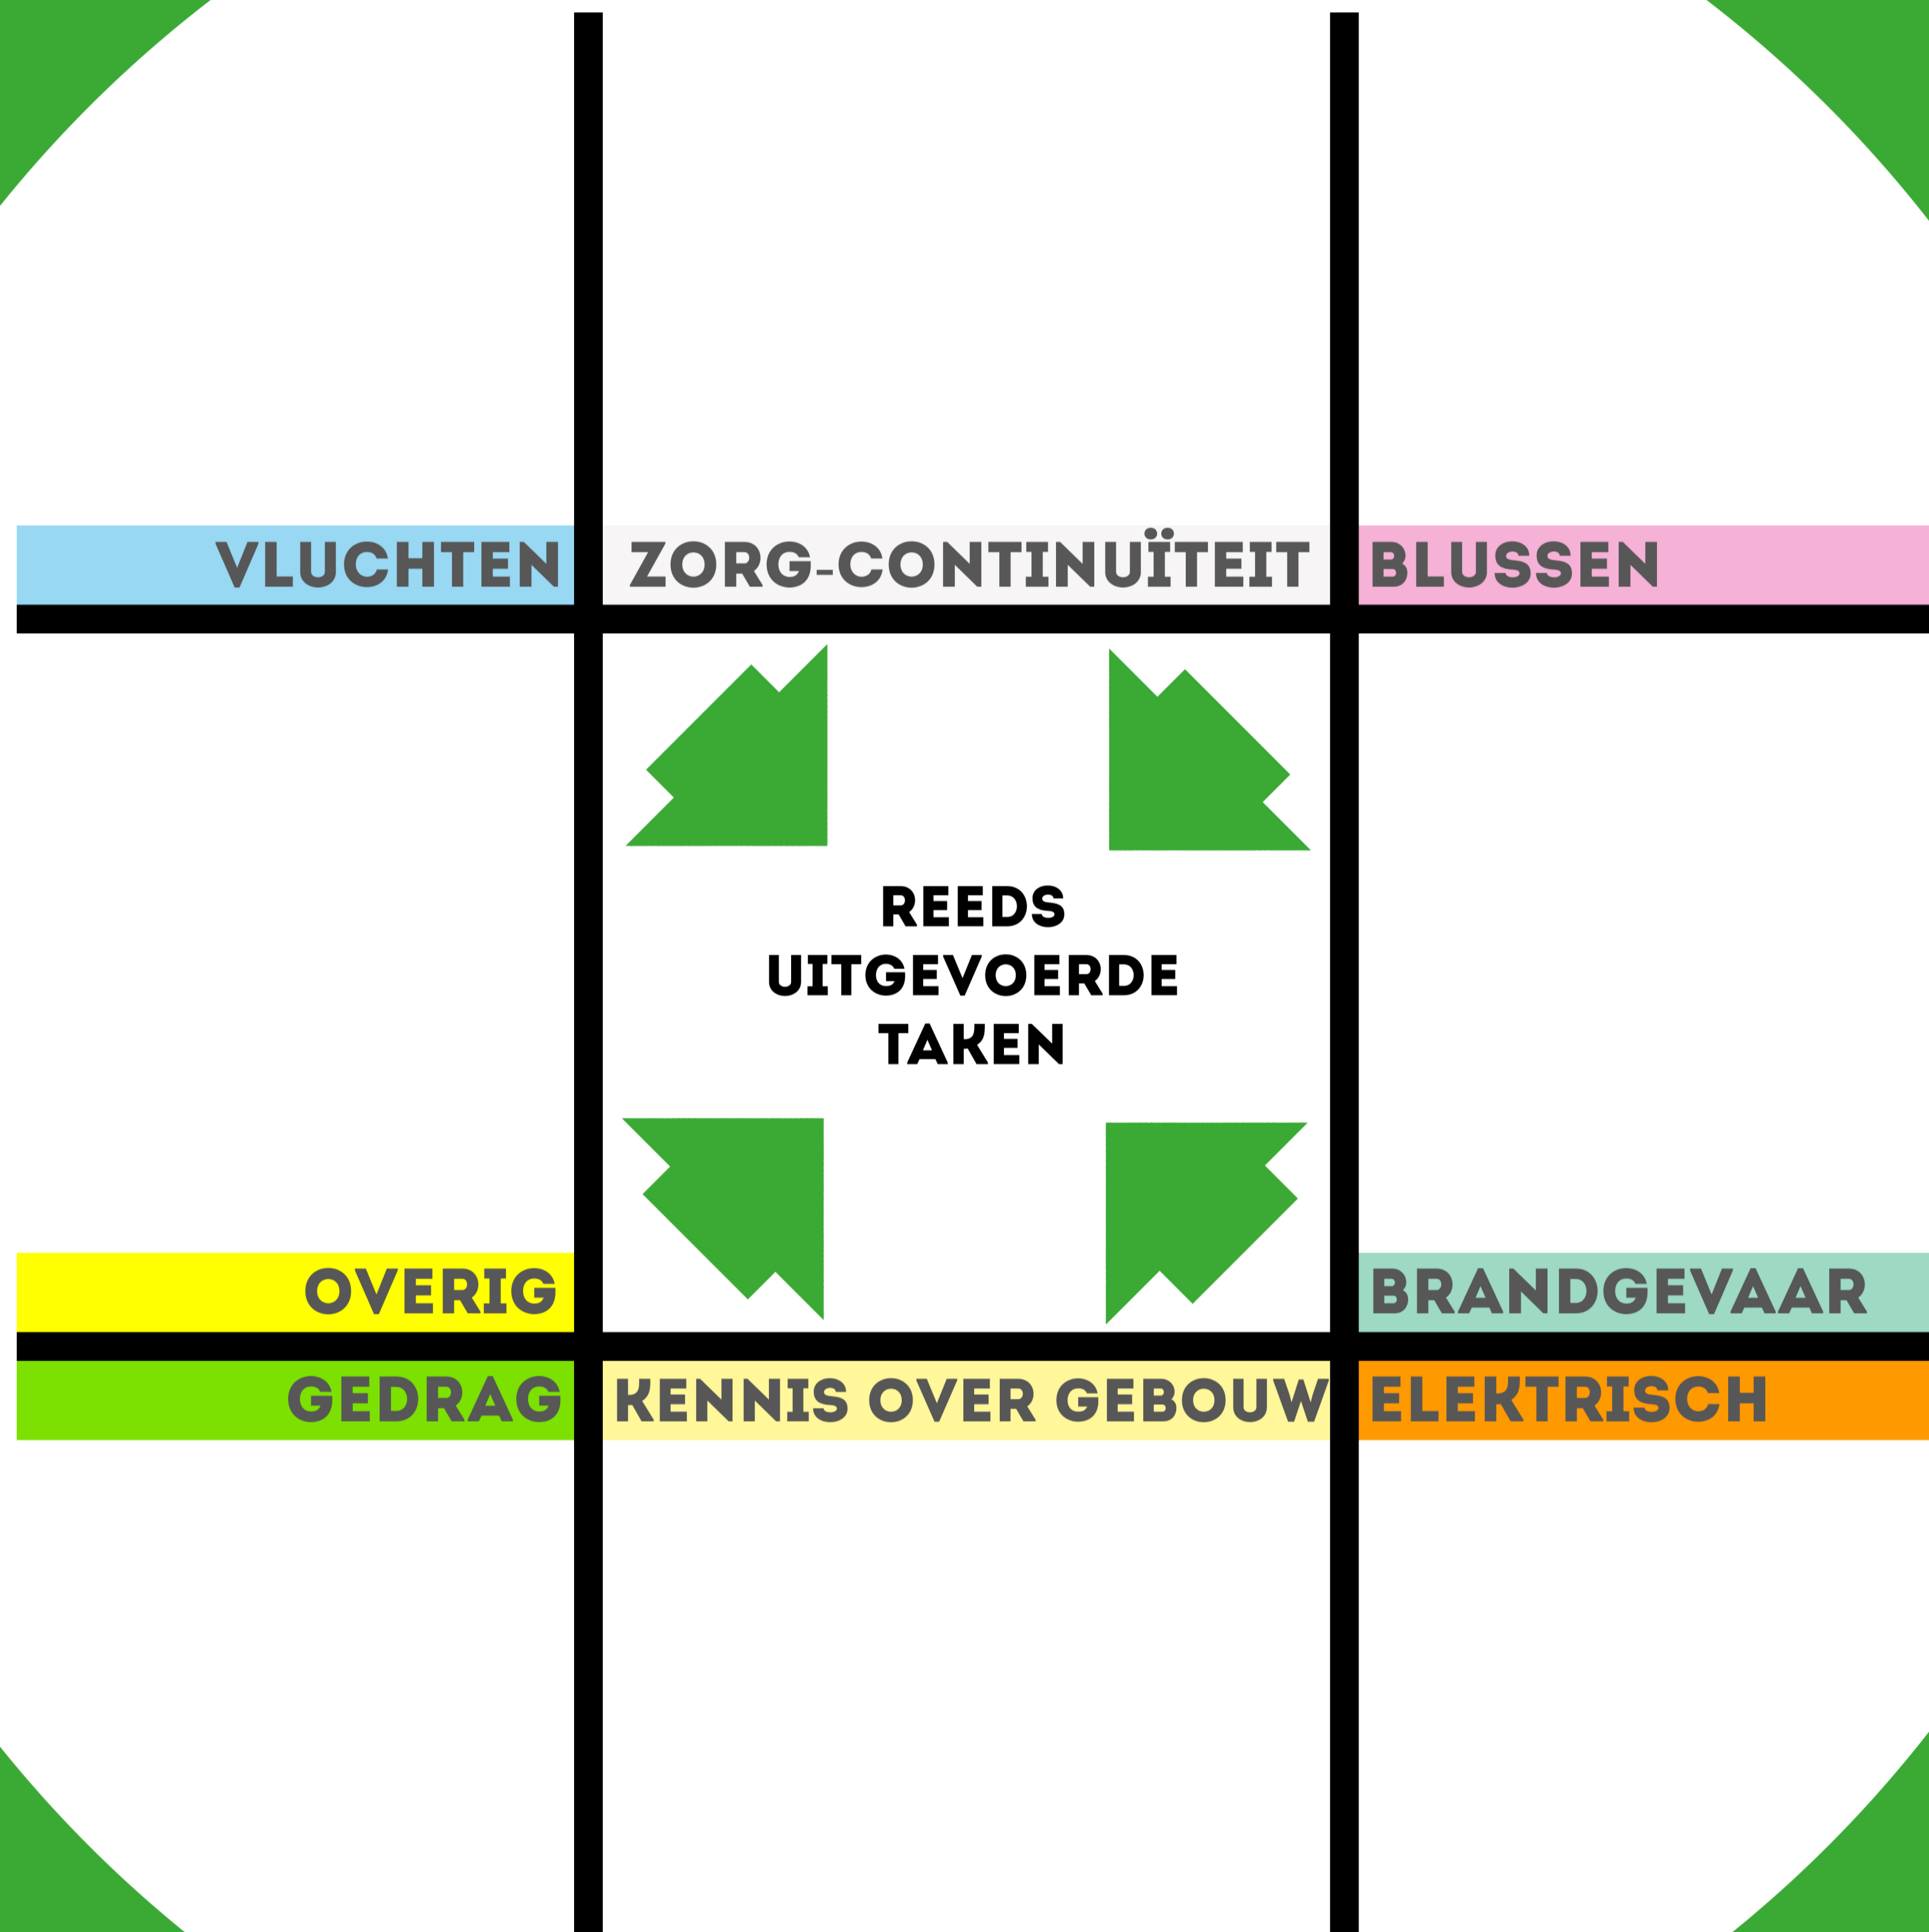 VLUCHTEN
ZORG-CONTINUÏTEIT
BLUSSEN
REEDS
UITGEVOERDE
TAKEN
OVERIG
BRANDGEVAAR
GEDRAG
KENNIS OVER GEBOUW
ELEKTRISCH